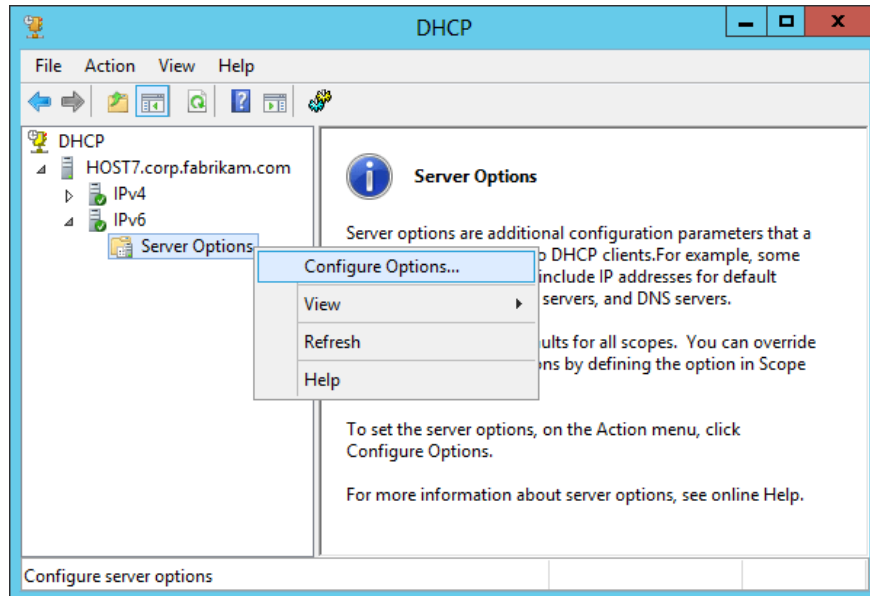 DHCP
File Action View Help
DHCP
HOST7.corp.fabrikam.com
IPv4
IPv6
Server Options
Configure Options...
View
Refresh
Help
Server Options
Server options are additional configuration parameters that a
o DHCP clients.For example, some
include IP addresses for default
servers, and DNS servers.
ults for all scopes. You can override
ns by defining the option in Scope
To set the server options, on the Action menu, click
Configure Options.
For more information about server options, see online Help.
Configure server options